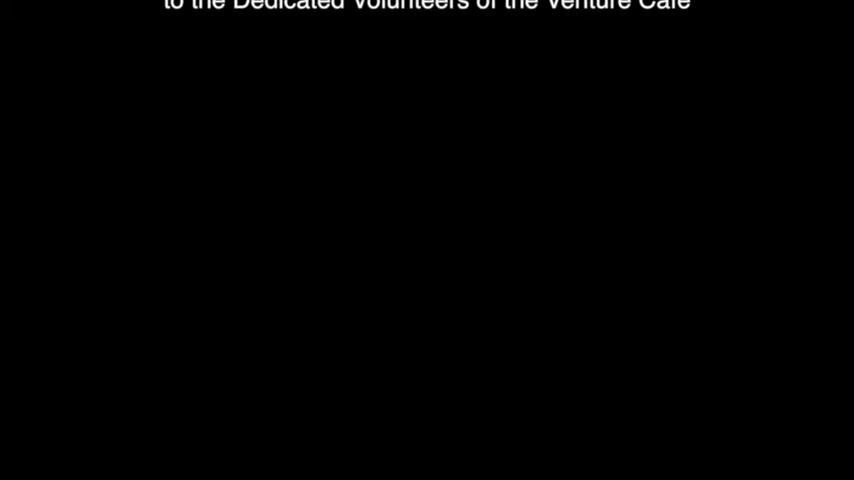 to the Dedicated Volunteers of the Venture Cafe